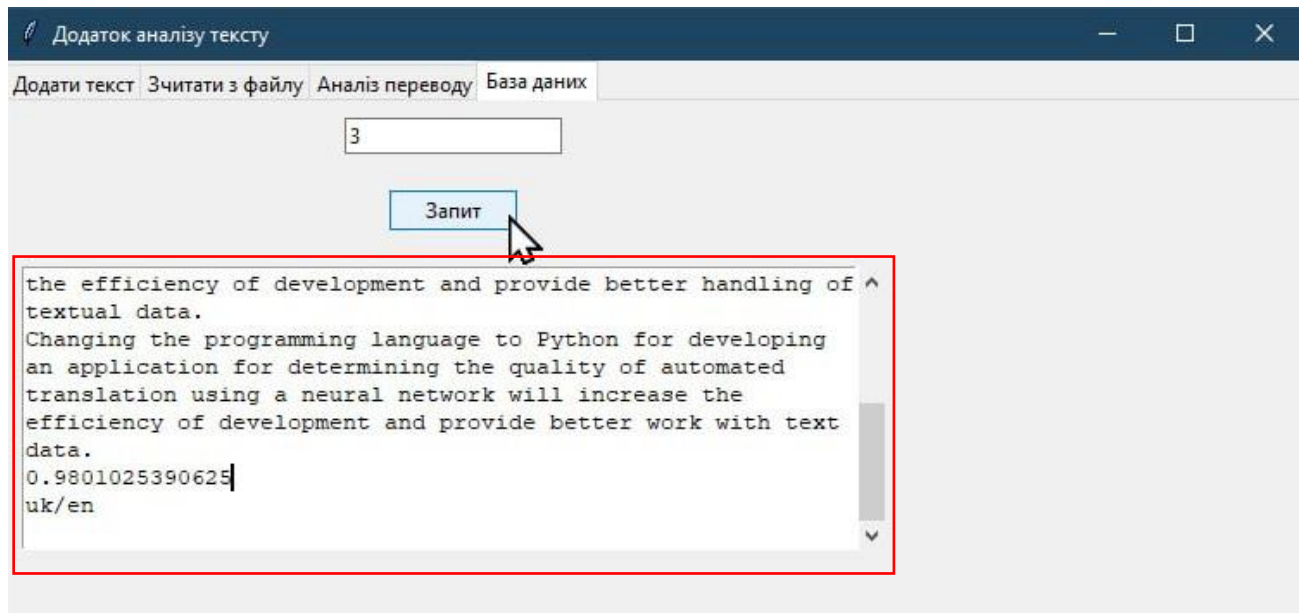 Додаток аналізу тексту
Додати текст Зчитати з файлу Аналіз переводу База даних
3
Запит
the efficiency of development and provide better handling of
textual data.
Changing the programming language to Python for developing
an application for determining the quality of automated
translation using a neural network will increase the
efficiency of development and provide better work with text
data.
0.9801025390625
uk/en